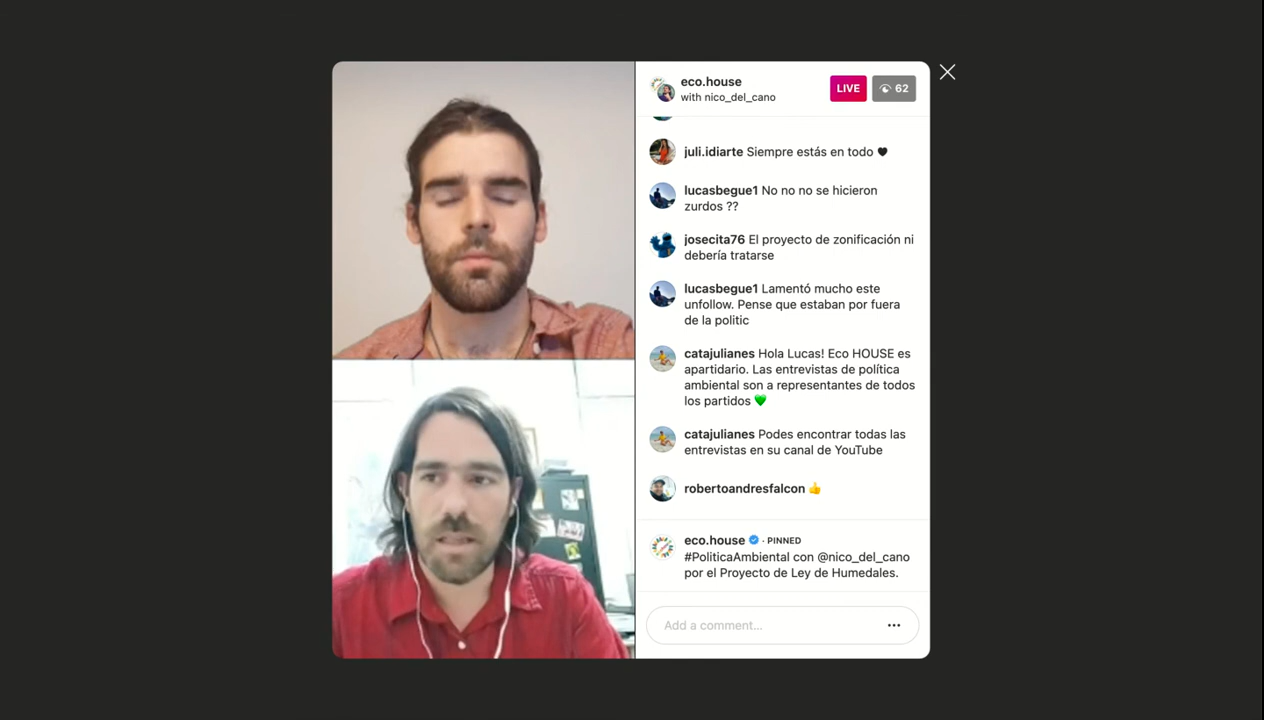 eco.house
with nico_del_cano
LIVE
62
juli.idiarte Siempre estás en todo 🖤
lucasbegue1 No no no se hicieron
zurdos ??
josecita76 El proyecto de zonificación ni
debería tratarse
lucasbegue1 Lamentó mucho este
unfollow. Pense que estaban por fuera
de la politic
catajulianes Hola Lucas! Eco HOUSE es
apartidario. Las entrevistas de política
ambiental son a representantes de todos
los partidos 💚
catajulianes Podes encontrar todas las
entrevistas en su canal de YouTube
robertoandresfalcon 👍
eco.house · PINNED
#PoliticaAmbiental con @nico_del_cano
por el Proyecto de Ley de Humedales.
Add a comment...